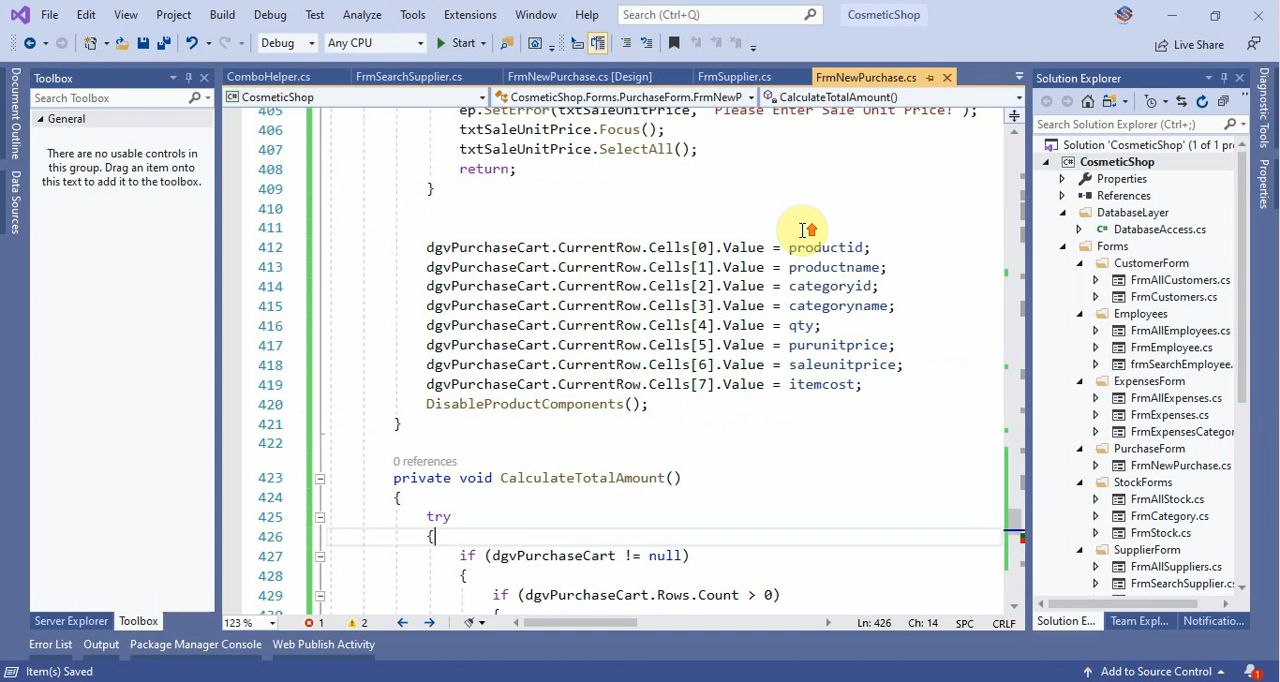 File Edit View Project Build Debug Test Analyze Tools Extensions Window Help Search (Ctrl+Q) CosmeticShop
Debug Any CPU Start Live Share
Toolbox
Search Toolbox
General
There are no usable controls in
this group. Drag an item onto
this text to add it to the toolbox.
Document Outline
Data Sources
Server Explorer Toolbox
ComboHelper.cs FrmSearchSupplier.cs FrmNewPurchase.cs [Design] FrmSupplier.cs FrmNewPurchase.cs
CosmeticShop CosmeticShop.Forms.PurchaseForm.FrmNewP CalculateTotalAmount()
405 ep.SetError(txtSaleUnitPrice, "Please Enter Sale Unit Price!");
406 txtSaleUnitPrice.Focus();
407 txtSaleUnitPrice.SelectAll();
408 return;
409 }
410
411
412 dgvPurchaseCart.CurrentRow.Cells[0].Value = productid;
413 dgvPurchaseCart.CurrentRow.Cells[1].Value = productname;
414 dgvPurchaseCart.CurrentRow.Cells[2].Value = categoryid;
415 dgvPurchaseCart.CurrentRow.Cells[3].Value = categoryname;
416 dgvPurchaseCart.CurrentRow.Cells[4].Value = qty;
417 dgvPurchaseCart.CurrentRow.Cells[5].Value = purunitprice;
418 dgvPurchaseCart.CurrentRow.Cells[6].Value = saleunitprice;
419 dgvPurchaseCart.CurrentRow.Cells[7].Value = itemcost;
420 DisableProductComponents();
421 }
422
0 references
423 private void CalculateTotalAmount()
424 {
425 try
426 {
427 if (dgvPurchaseCart != null)
428 {
429 if (dgvPurchaseCart.Rows.Count > 0)
430 {
123 % 1 2 Ln: 426 Ch: 14 SPC CRLF
Solution Explorer
Search Solution Explorer (Ctrl+;)
Solution 'CosmeticShop' (1 of 1 pr
CosmeticShop
Properties
References
DatabaseLayer
DatabaseAccess.cs
Forms
CustomerForm
FrmAllCustomers.cs
FrmCustomers.cs
Employees
FrmAllEmployees.cs
FrmEmployee.cs
frmSearchEmployee.
ExpensesForm
FrmAllExpenses.cs
FrmExpenses.cs
FrmExpensesCategor
PurchaseForm
FrmNewPurchase.cs
StockForms
FrmAllStock.cs
FrmCategory.cs
FrmStock.cs
SupplierForm
FrmAllSuppliers.cs
FrmSearchSupplier.cs
Solution E... Team Expl... Notificatio...
Diagnostic Tools
Properties
Error List Output Package Manager Console Web Publish Activity
Item(s) Saved Add to Source Control 1